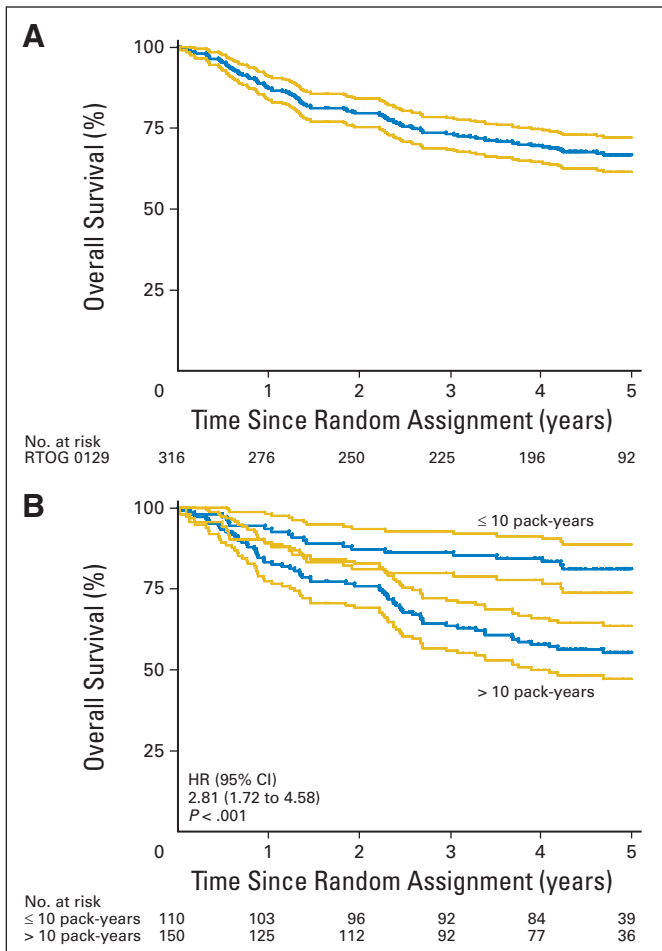 A
100
75
50
25
0
1
2
3
4
5
Overall Survival (%)
Time Since Random Assignment (years)
No. at risk
RTOG 0129 316 276 250 225 196 92
B
100
75
50
25
0
1
2
3
4
5
Overall Survival (%)
≤ 10 pack-years
> 10 pack-years
HR (95% CI)
2.81 (1.72 to 4.58)
P < .001
Time Since Random Assignment (years)
No. at risk
≤ 10 pack-years 110 103 96 92 84 39
> 10 pack-years 150 125 112 92 77 36